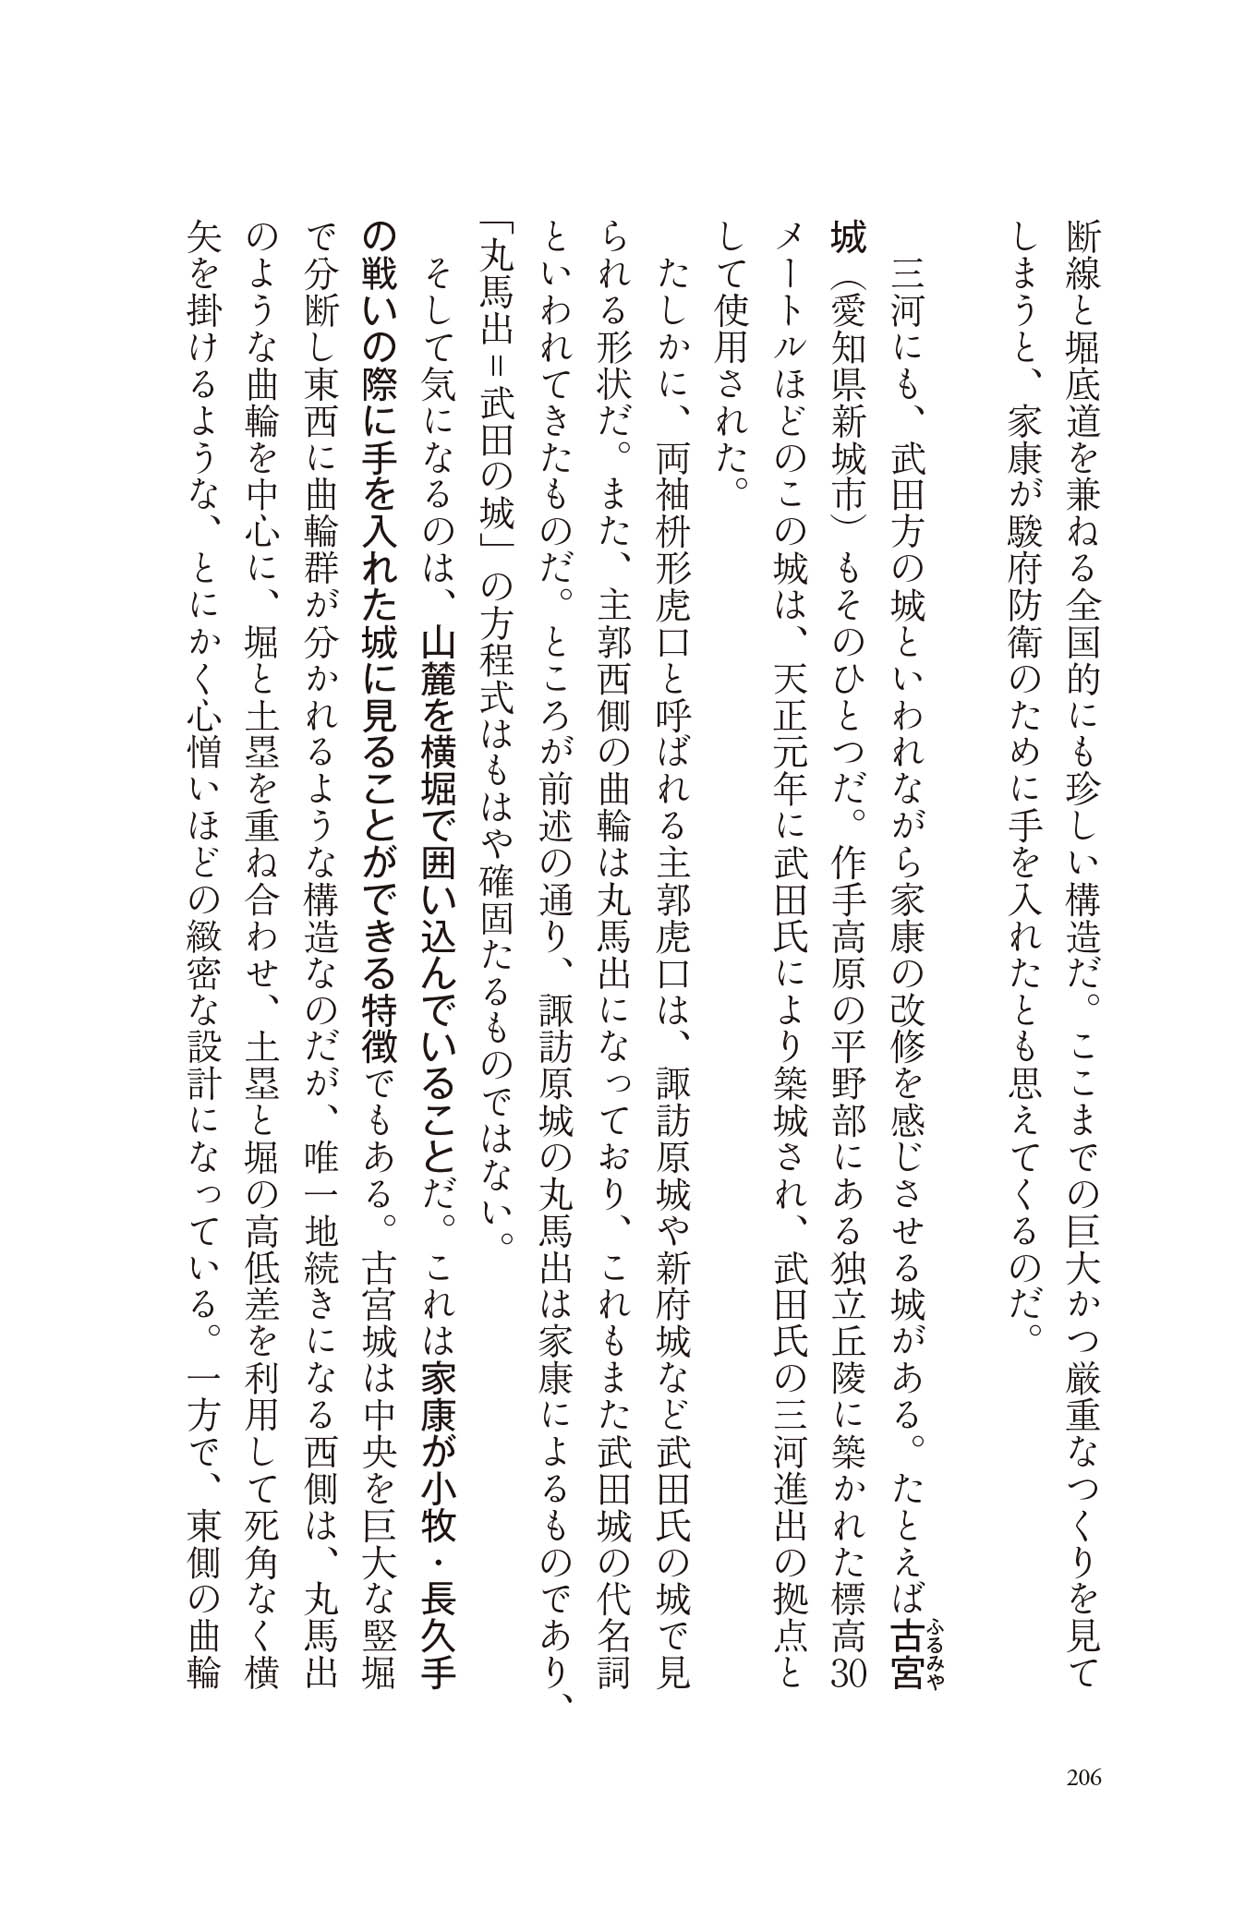 断線と堀底道を兼ねる全国的にも珍しい構造だ。ここまでの巨大かつ厳重なつくりを見て
しまうと、家康が駿府防衛のために手を入れたとも思えてくるのだ。
三河にも、武田方の城といわれながら家康の改修を感じさせる城がある。たとえば古宮
ふるみや
城（愛知県新城市）もそのひとつだ。作手高原の平野部にある独立丘陵に築かれた標高30
メートルほどのこの城は、天正元年に武田氏により築城され、武田氏の三河進出の拠点と
して使用された。
たしかに、両袖枡形虎口と呼ばれる主郭虎口は、諏訪原城や新府城など武田氏の城で見
られる形状だ。また、主郭西側の曲輪は丸馬出になっており、これもまた武田城の代名詞
といわれてきたものだ。ところが前述の通り、諏訪原城の丸馬出は家康によるものであり、
「丸馬出＝武田の城」の方程式はもはや確固たるものではない。
そして気になるのは、山麓を横堀で囲い込んでいることだ。これは家康が小牧・長久手
の戦いの際に手を入れた城に見ることができる特徴でもある。古宮城は中央を巨大な竪堀
で分断し東西に曲輪群が分かれるような構造なのだが、唯一地続きになる西側は、丸馬出
のような曲輪を中心に、堀と土塁を重ね合わせ、土塁と堀の高低差を利用して死角なく横
矢を掛けるような、とにかく心憎いほどの緻密な設計になっている。一方で、東側の曲輪
206